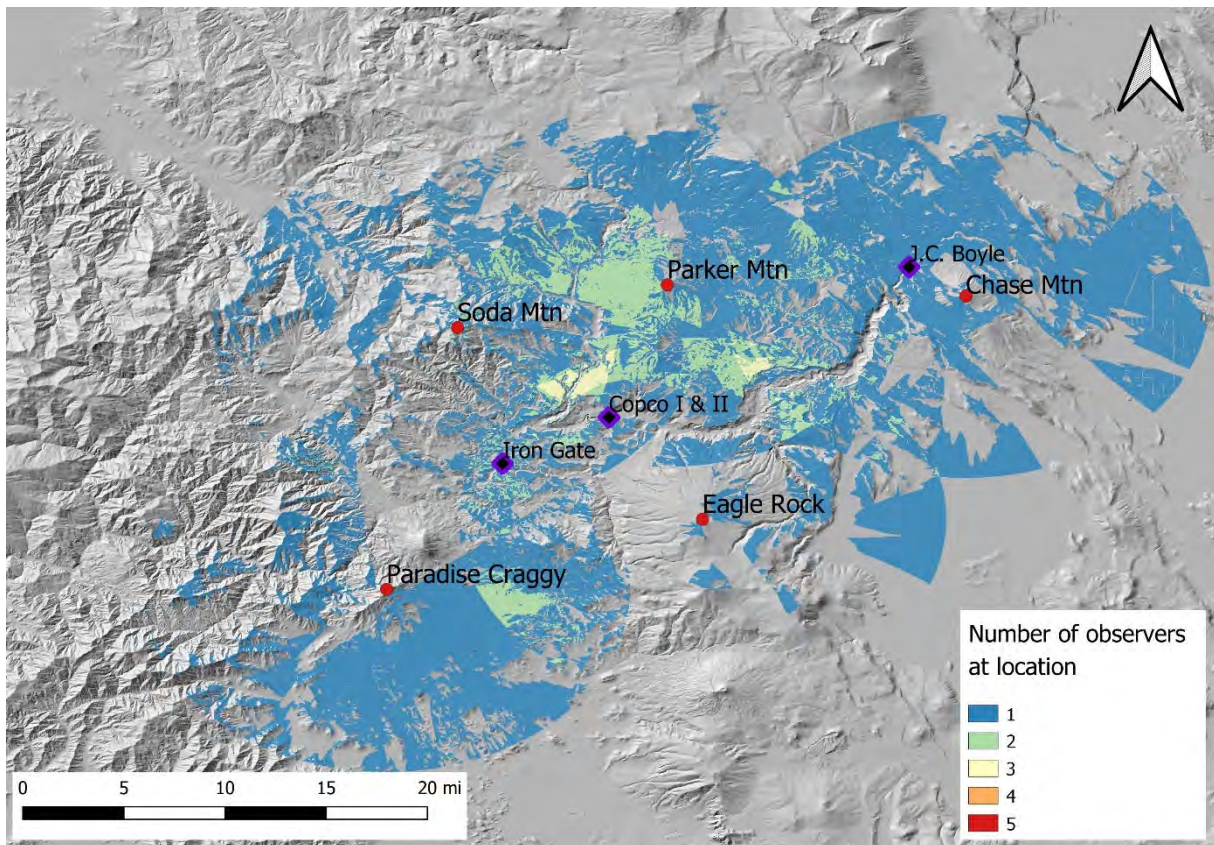 J.C. Boyle
Parker Mtn
Chase Mtn
Soda Mtn
Copco I & II
Iron Gate
Eagle Rock
Paradise Craggy
Number of observers
at location
1
2
3
4
5
0 5 10 15 20 mi